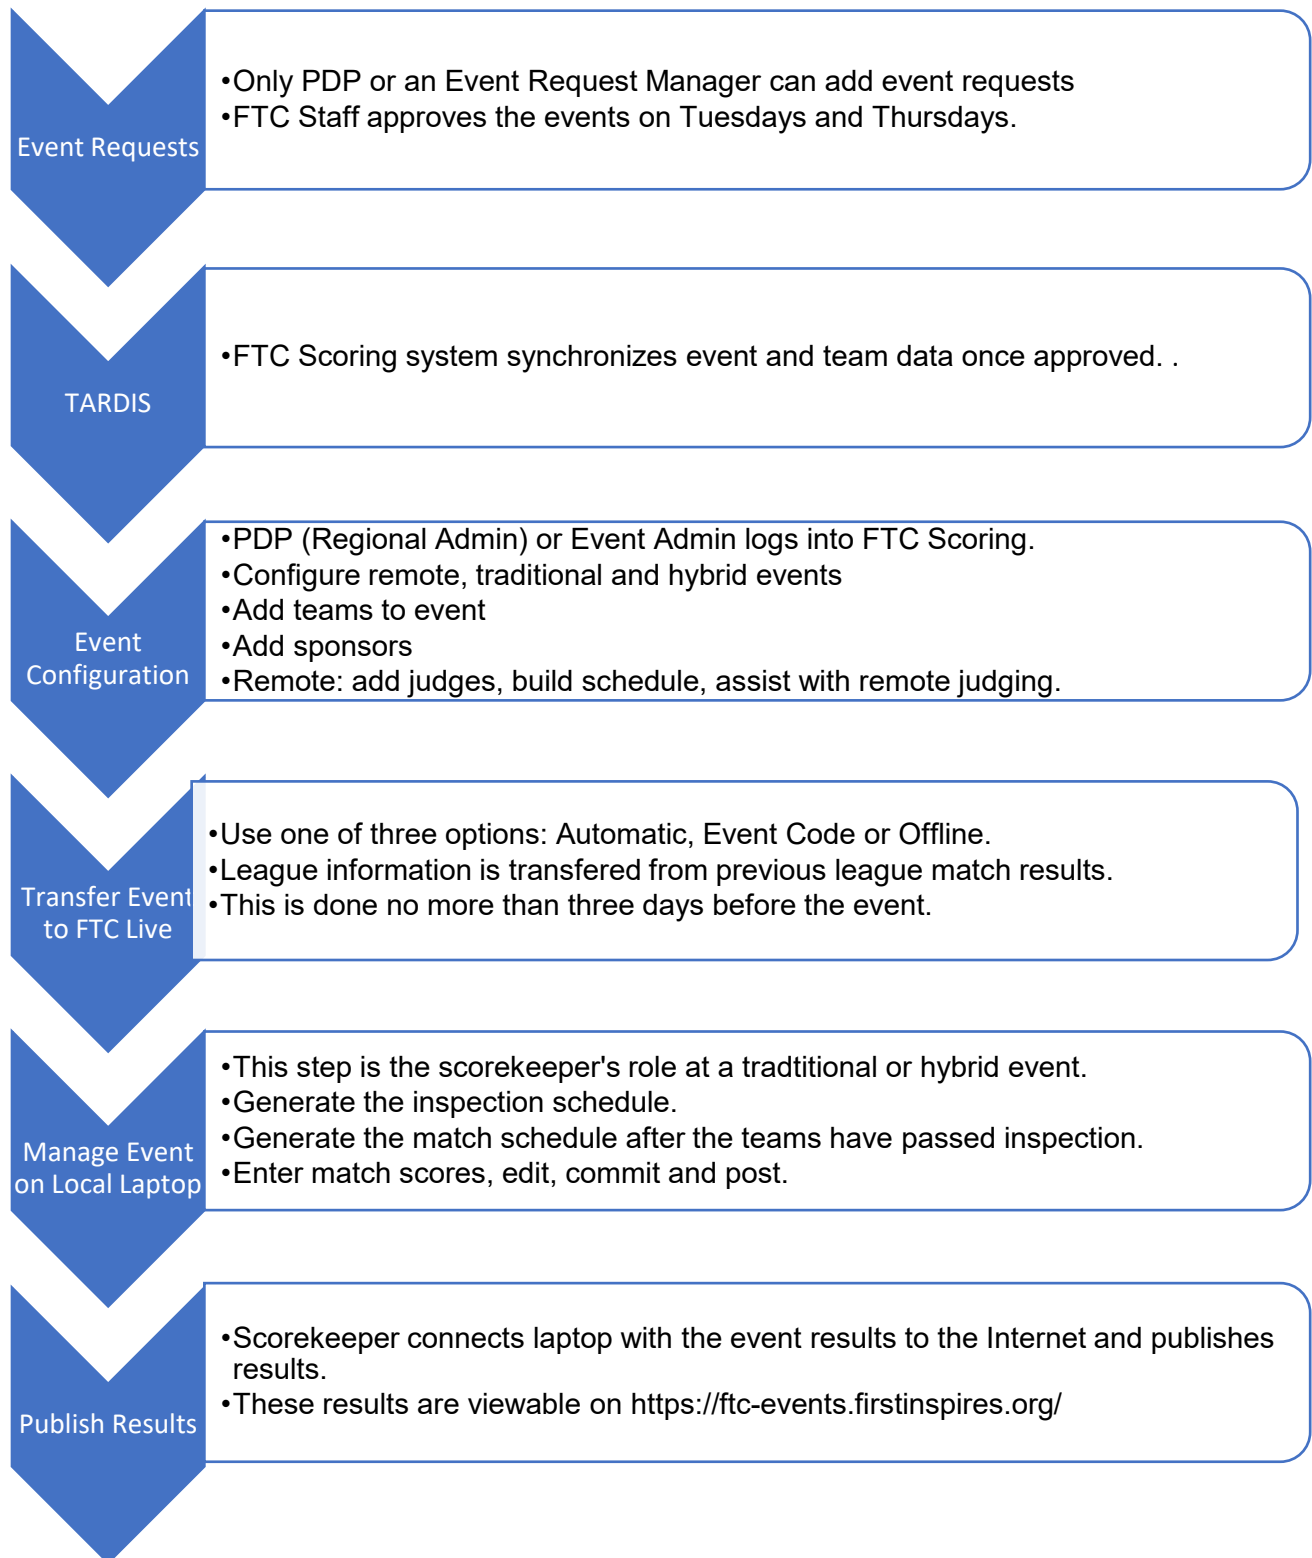 Event Requests
•Only PDP or an Event Request Manager can add event requests
•FTC Staff approves the events on Tuesdays and Thursdays.
TARDIS
•FTC Scoring system synchronizes event and team data once approved. .
Event
Configuration
•PDP (Regional Admin) or Event Admin logs into FTC Scoring.
•Configure remote, traditional and hybrid events
•Add teams to event
•Add sponsors
•Remote: add judges, build schedule, assist with remote judging.
Transfer Event
to FTC Live
•Use one of three options: Automatic, Event Code or Offline.
•League information is transfered from previous league match results.
•This is done no more than three days before the event.
Manage Event
on Local Laptop
•This step is the scorekeeper's role at a tradtitional or hybrid event.
•Generate the inspection schedule.
•Generate the match schedule after the teams have passed inspection.
•Enter match scores, edit, commit and post.
Publish Results
•Scorekeeper connects laptop with the event results to the Internet and publishes
results.
•These results are viewable on https://ftc-events.firstinspires.org/